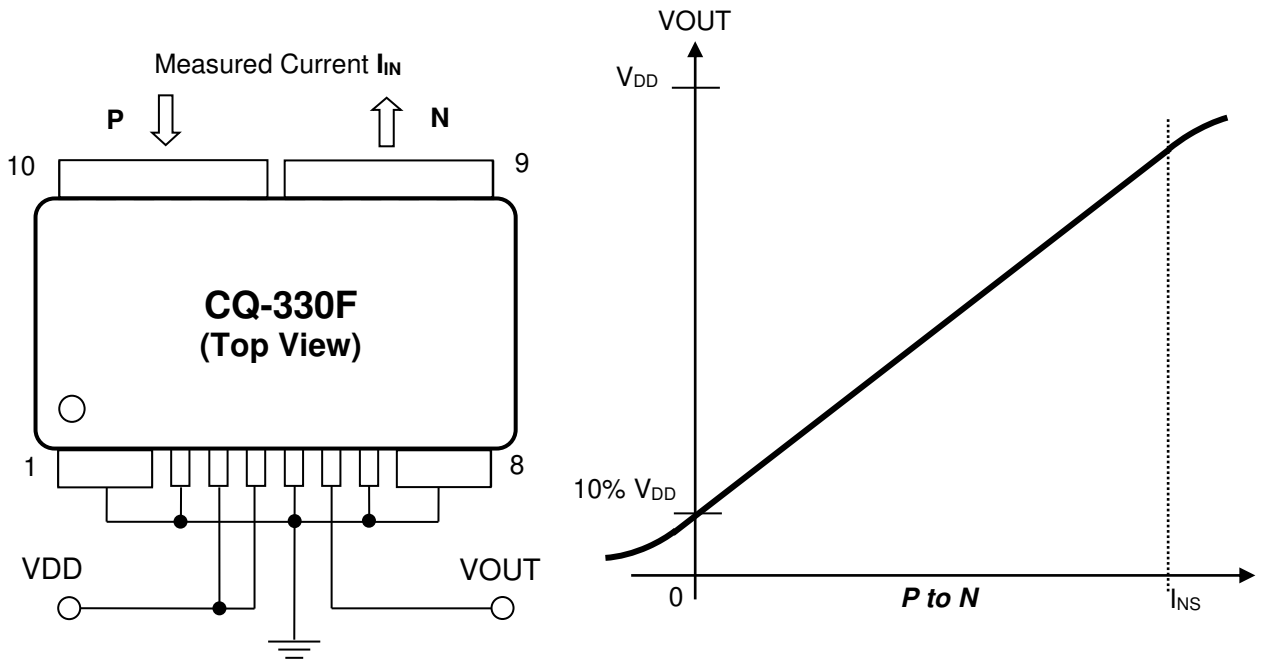 Measured Current IIN
P
N
10
9
CQ-330F
(Top View)
1
8
VDD
VOUT
VOUT
VDD
10% VDD
0
P to N
INS